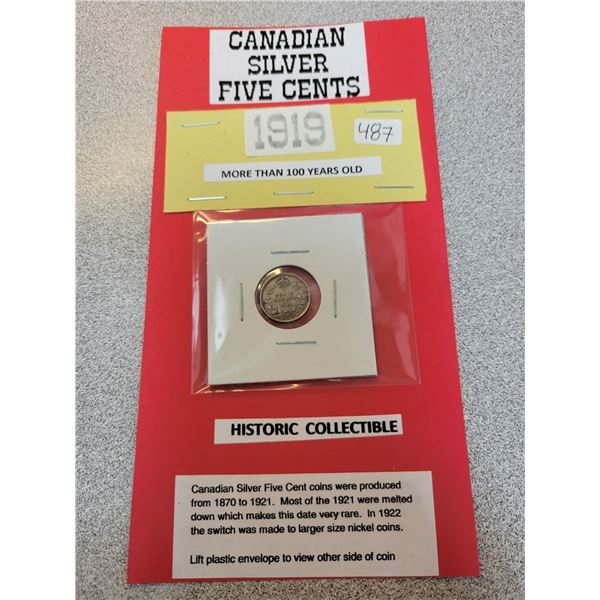 CANADIAN
SILVER
FIVE CENTS
1919
487
MORE THAN 100 YEARS OLD
HISTORIC COLLECTIBLE
Canadian Silver Five Cent coins were produced
from 1870 to 1921. Most of the 1921 were melted
down which makes this date very rare. In 1922
the switch was made to larger size nickel coins.
Lift plastic envelope to view other side of coin